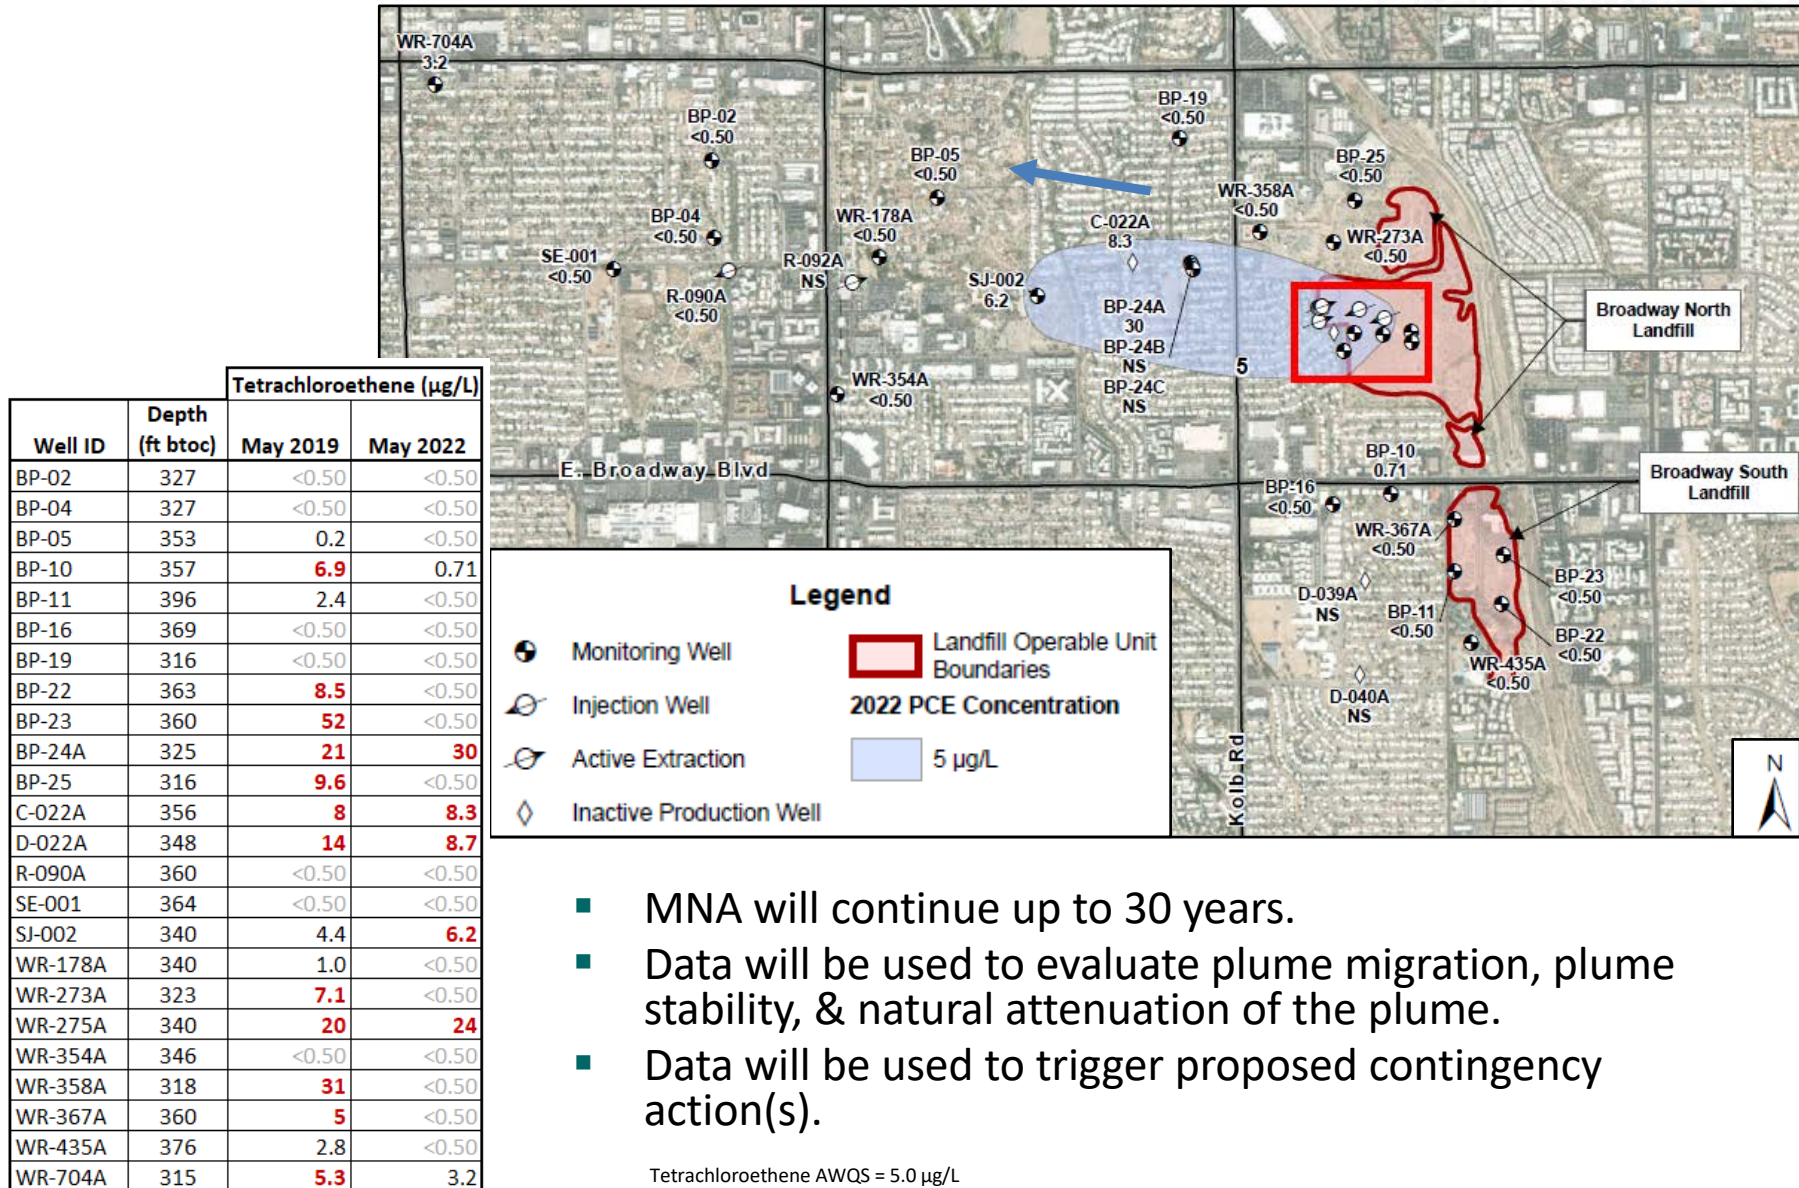 WR-704A
3.2
BP-02
<0.50
BP-19
<0.50
BP-05
<0.50
BP-25
<0.50
WR-358A
<0.50
BP-04
<0.50
WR-178A
<0.50
C-022A
8.3
WR-273A
<0.50
SE-001
<0.50
R-092A
NS
SJ-002
6.2
R-090A
<0.50
BP-24A
30
BP-24B
NS
BP-24C
NS
Broadway North
Landfill
5
WR-354A
<0.50
E. Broadway Blvd
BP-10
0.71
BP-16
<0.50
Broadway South
Landfill
WR-367A
<0.50
BP-23
<0.50
D-039A
NS
BP-11
<0.50
BP-22
<0.50
WR-435A
<0.50
D-040A
NS
Kolb Rd
N
Legend
Monitoring Well
Injection Well
Active Extraction
Inactive Production Well
Landfill Operable Unit
Boundaries
2022 PCE Concentration
5 µg/L
Tetrachloroethene (µg/L)
Well ID Depth (ft btoc) May 2019 May 2022
BP-02 327 <0.50 <0.50
BP-04 327 <0.50 <0.50
BP-05 353 0.2 <0.50
BP-10 357 6.9 0.71
BP-11 396 2.4 <0.50
BP-16 369 <0.50 <0.50
BP-19 316 <0.50 <0.50
BP-22 363 8.5 <0.50
BP-23 360 52 <0.50
BP-24A 325 21 30
BP-25 316 9.6 <0.50
C-022A 356 8 8.3
D-022A 348 14 8.7
R-090A 360 <0.50 <0.50
SE-001 364 <0.50 <0.50
SJ-002 340 4.4 6.2
WR-178A 340 1.0 <0.50
WR-273A 323 7.1 <0.50
WR-275A 340 20 24
WR-354A 346 <0.50 <0.50
WR-358A 318 31 <0.50
WR-367A 360 5 <0.50
WR-435A 376 2.8 <0.50
WR-704A 315 5.3 3.2
▪ MNA will continue up to 30 years.
▪ Data will be used to evaluate plume migration, plume
stability, & natural attenuation of the plume.
▪ Data will be used to trigger proposed contingency
action(s).
Tetrachloroethene AWQS = 5.0 µg/L